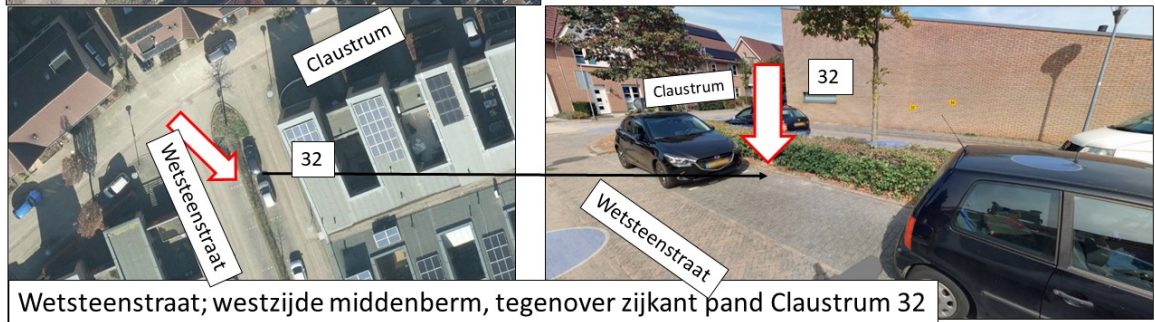 Claustrum
32
Wetsteenstraat
Claustrum
32
Wetsteenstraat
Wetsteenstraat; westzijde middenberm, tegenover zijkant pand Claustrum 32